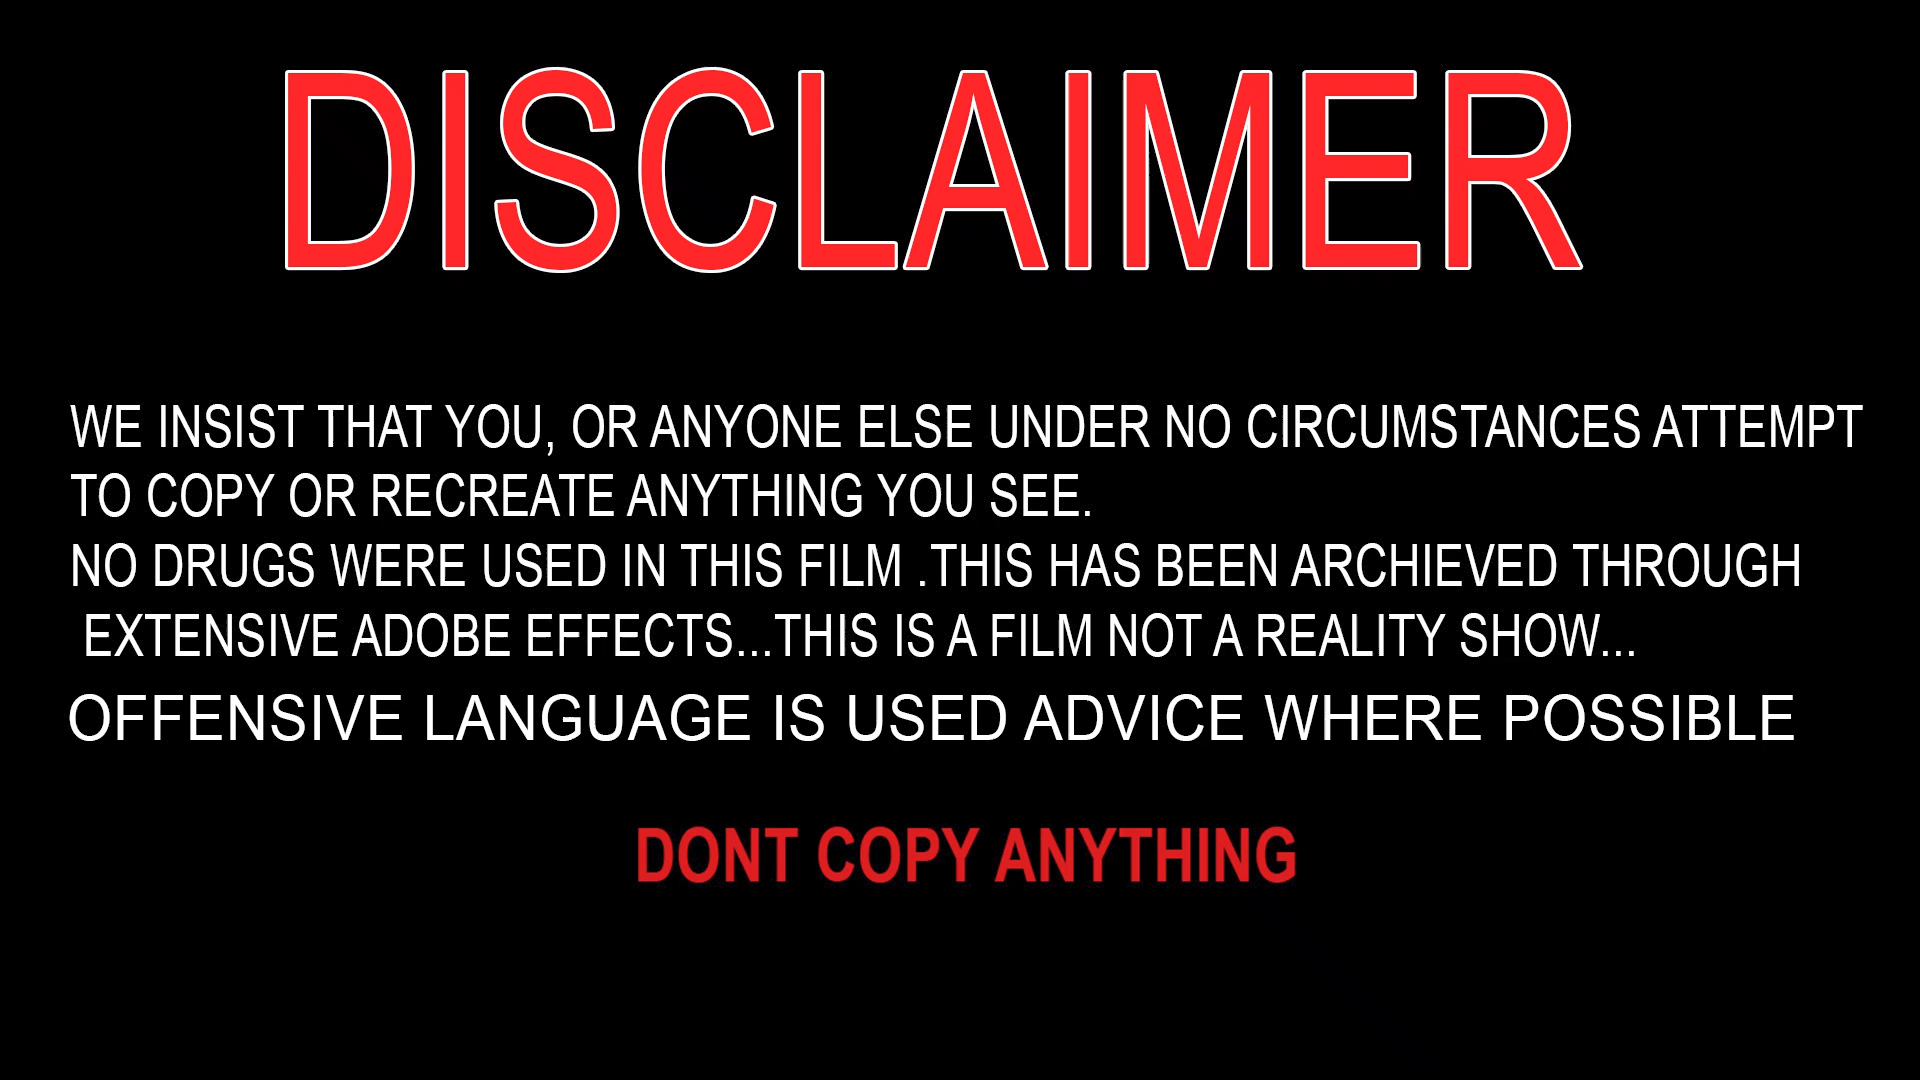 DISCLAIMER
WE INSIST THAT YOU, OR ANYONE ELSE UNDER NO CIRCUMSTANCES ATTEMPT
TO COPY OR RECREATE ANYTHING YOU SEE.
NO DRUGS WERE USED IN THIS FILM .THIS HAS BEEN ARCHIEVED THROUGH
EXTENSIVE ADOBE EFFECTS...THIS IS A FILM NOT A REALITY SHOW...
OFFENSIVE LANGUAGE IS USED ADVICE WHERE POSSIBLE
DONT COPY ANYTHING